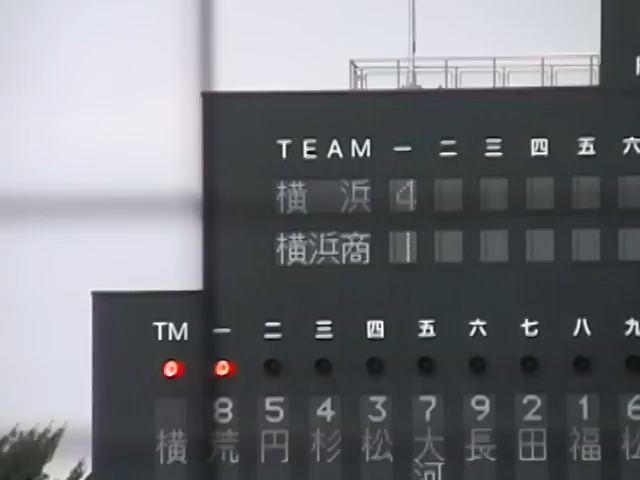 TEAM 一 二 三 四 五 六
横浜 4
横浜商 1
TM 一 二 三 四 五 六 七 八 九
8 5 4 3 7 9 2 1 6
横 荒 円 杉 松 大河 長 田 福 松